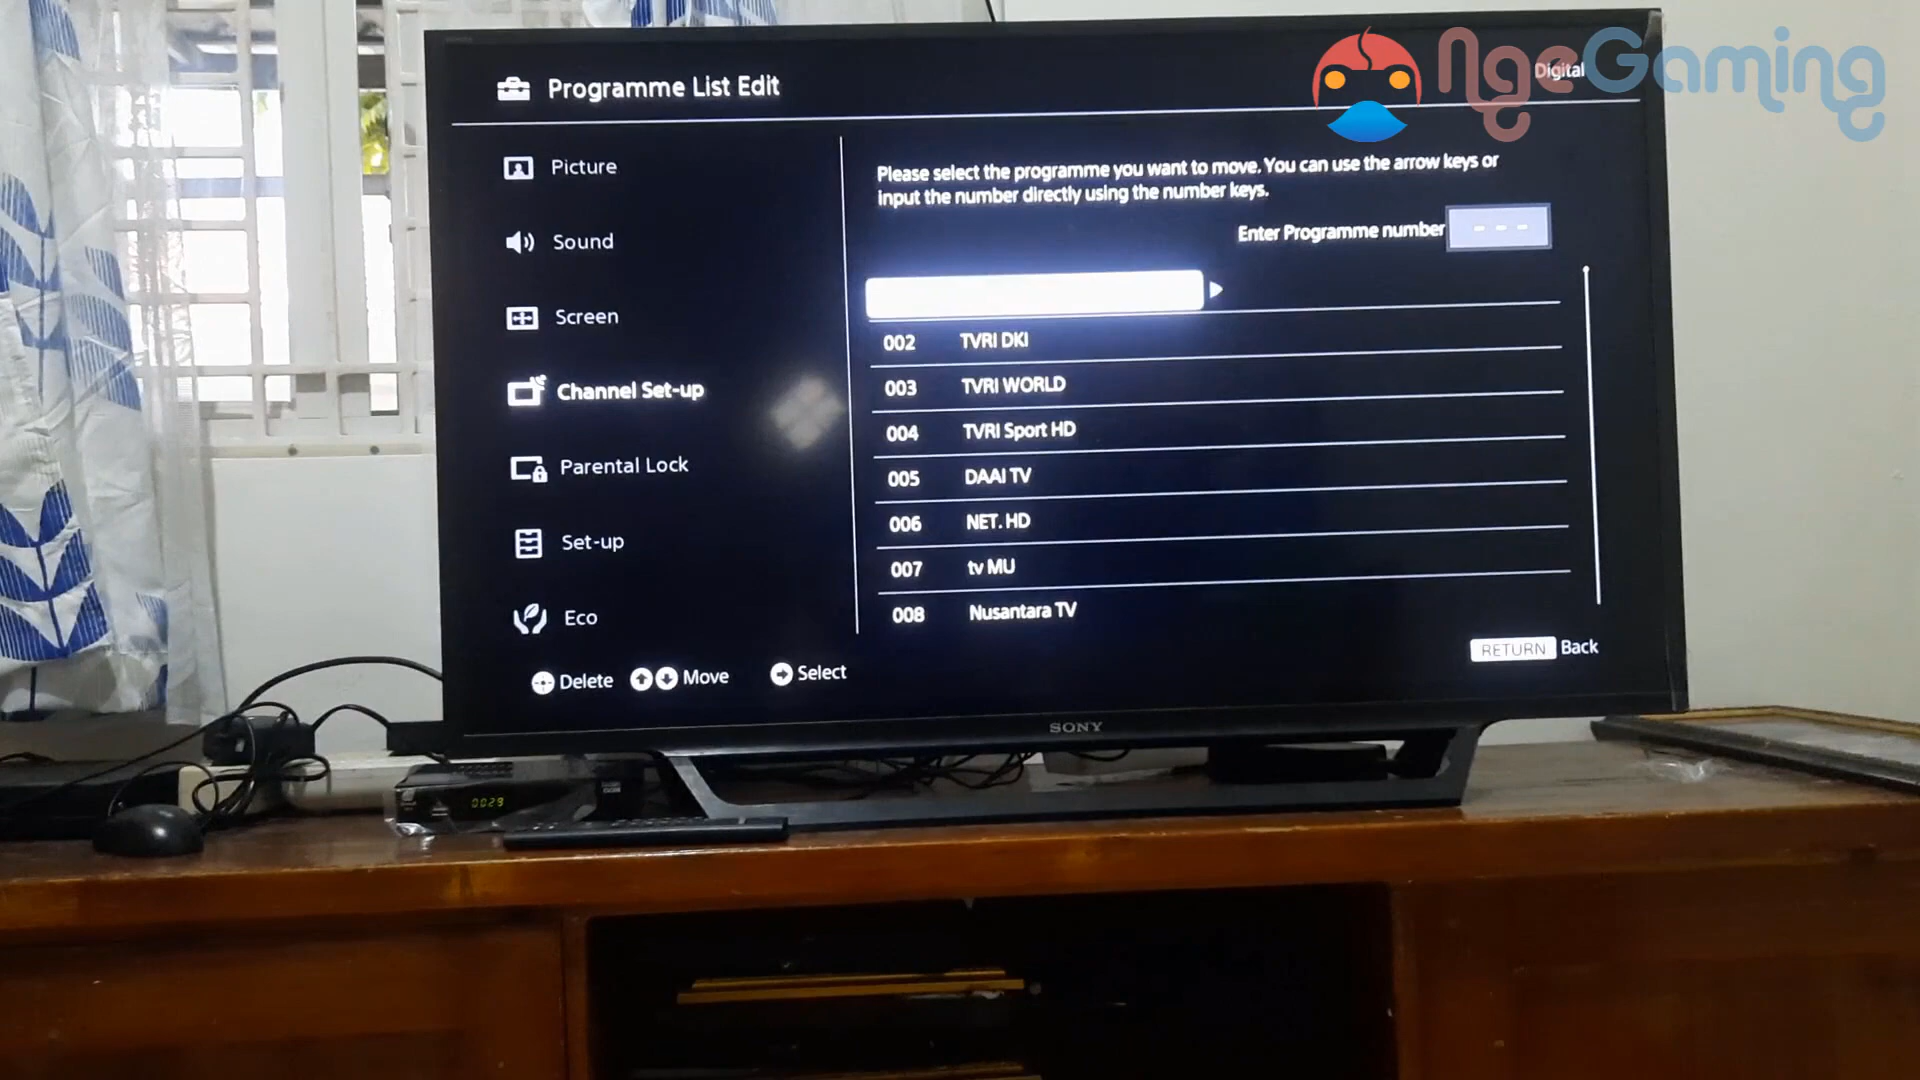 NgeGaming
Programme List Edit
Digital
Picture
Sound
Screen
Channel Set-up
Parental Lock
Set-up
Eco
Please select the programme you want to move. You can use the arrow keys or
input the number directly using the number keys.
Enter Programme number - - -
002 TVRI DKI
003 TVRI WORLD
004 TVRI Sport HD
005 DAAI TV
006 NET. HD
007 tv MU
008 Nusantara TV
Delete Move Select
RETURN Back
SONY
0029